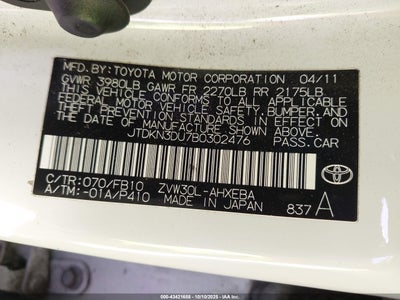 MFD. BY: TOYOTA MOTOR CORPORATION 04/11
GVWR 3980LB GAWR FR 2270LB RR 2175LB
THIS VEHICLE CONFORMS TO ALL APPLICABLE
FEDERAL MOTOR VEHICLE SAFETY, BUMPER AND
THEFT PREVENTION STANDARDS IN EFFECT ON
THE DATE OF MANUFACTURE SHOWN ABOVE.
JTDKN3DU7B0302476 PASS.CAR
C/TR: 070/FB10 ZVW30L-AHXEBA
A/TM: -01A/P410 MADE IN JAPAN 837 A
TOYOTA
000-43421658 - 10/10/2025 - IAA